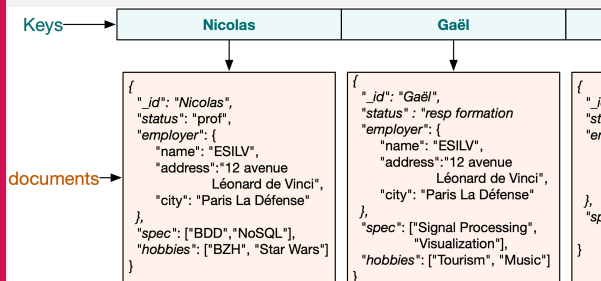 Keys
Nicolas
Gaël
documents
{
"_id": "Nicolas",
"status": "prof",
"employer": {
"name": "ESILV",
"address":"12 avenue
Léonard de Vinci",
"city": "Paris La Défense"
},
"spec": ["BDD","NoSQL"],
"hobbies": ["BZH", "Star Wars"]
}
{
"_id": "Gaël",
"status" : "resp formation
"employer": {
"name": "ESILV",
"address":"12 avenue
Léonard de Vinci",
"city": "Paris La Défense"
},
"spec": ["Signal Processing",
"Visualization"],
"hobbies": ["Tourism", "Music"]
}
{
},
}